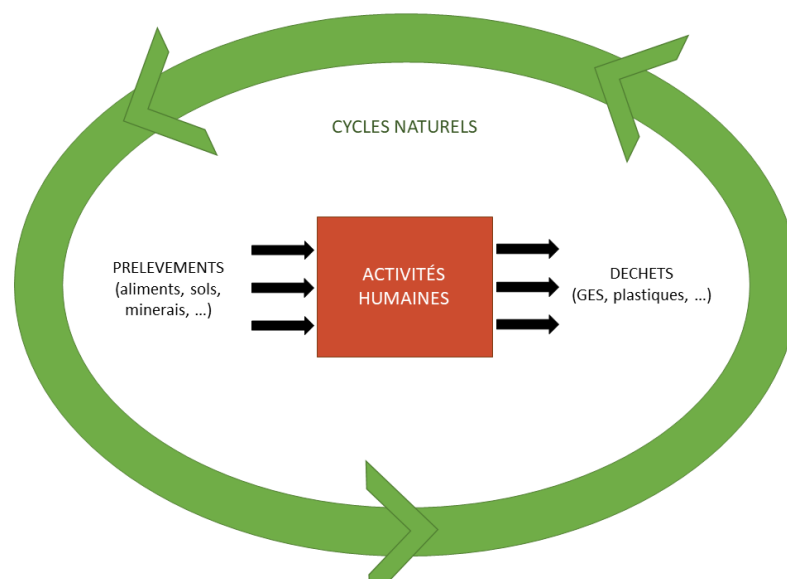 CYCLES NATURELS
PRELEVEMENTS
(aliments, sols,
minerais, ...)
ACTIVITÉS
HUMAINES
DECHETS
(GES, plastiques, ...)